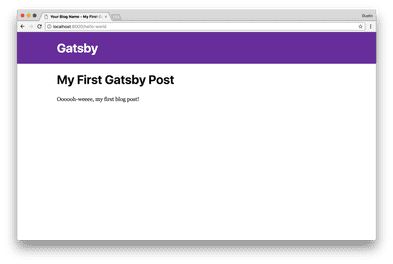 Your Blog Name - My First G
Dustin
localhost:8000/hello-world
Gatsby
My First Gatsby Post
Oooooh-weeee, my first blog post!